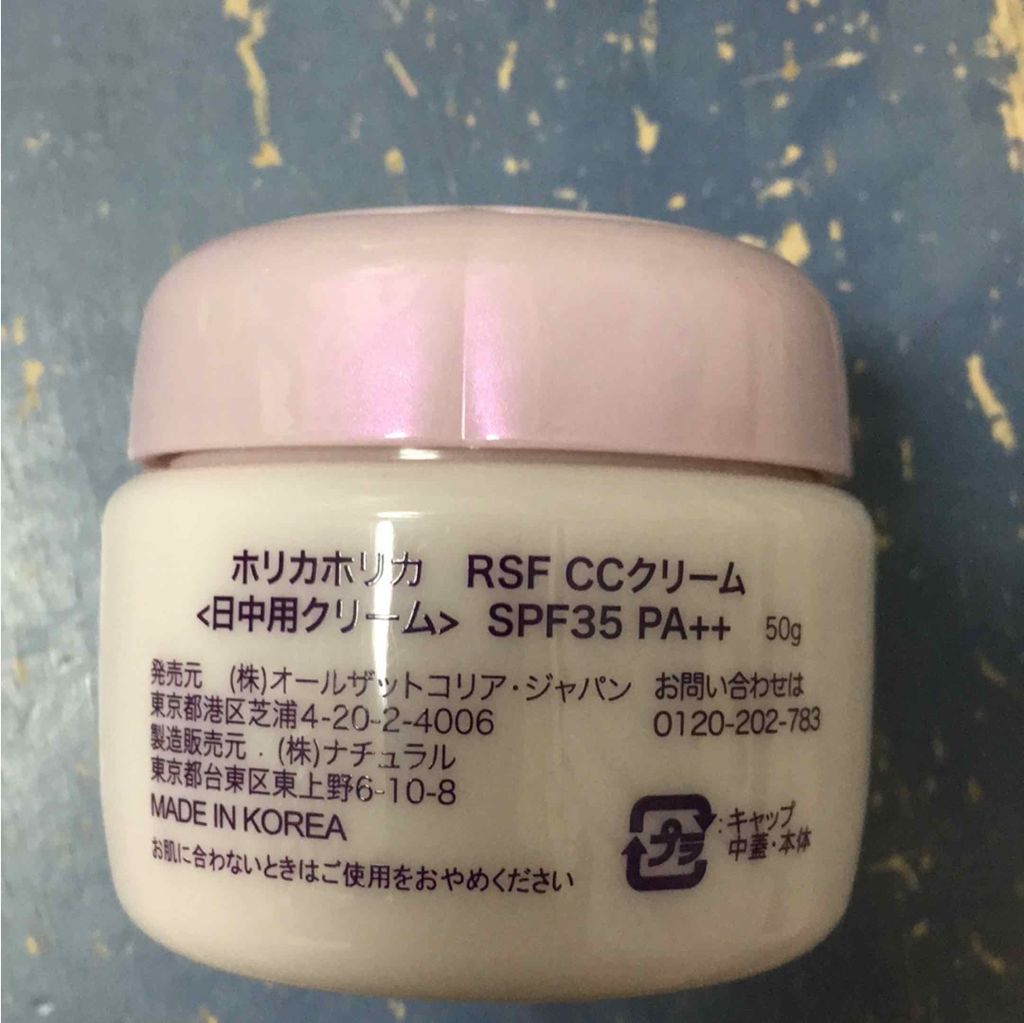 ホリカホリカ RSF CCクリーム
<日中用クリーム> SPF35 PA++ 50g
発売元 (株)オールザットコリア・ジャパン
東京都港区芝浦4-20-2-4006
製造販売元 (株)ナチュラル
東京都台東区東上野6-10-8
MADE IN KOREA
お肌に合わないときはご使用をおやめください
お問い合わせは
0120-202-783
プラ:キャップ
中蓋・本体